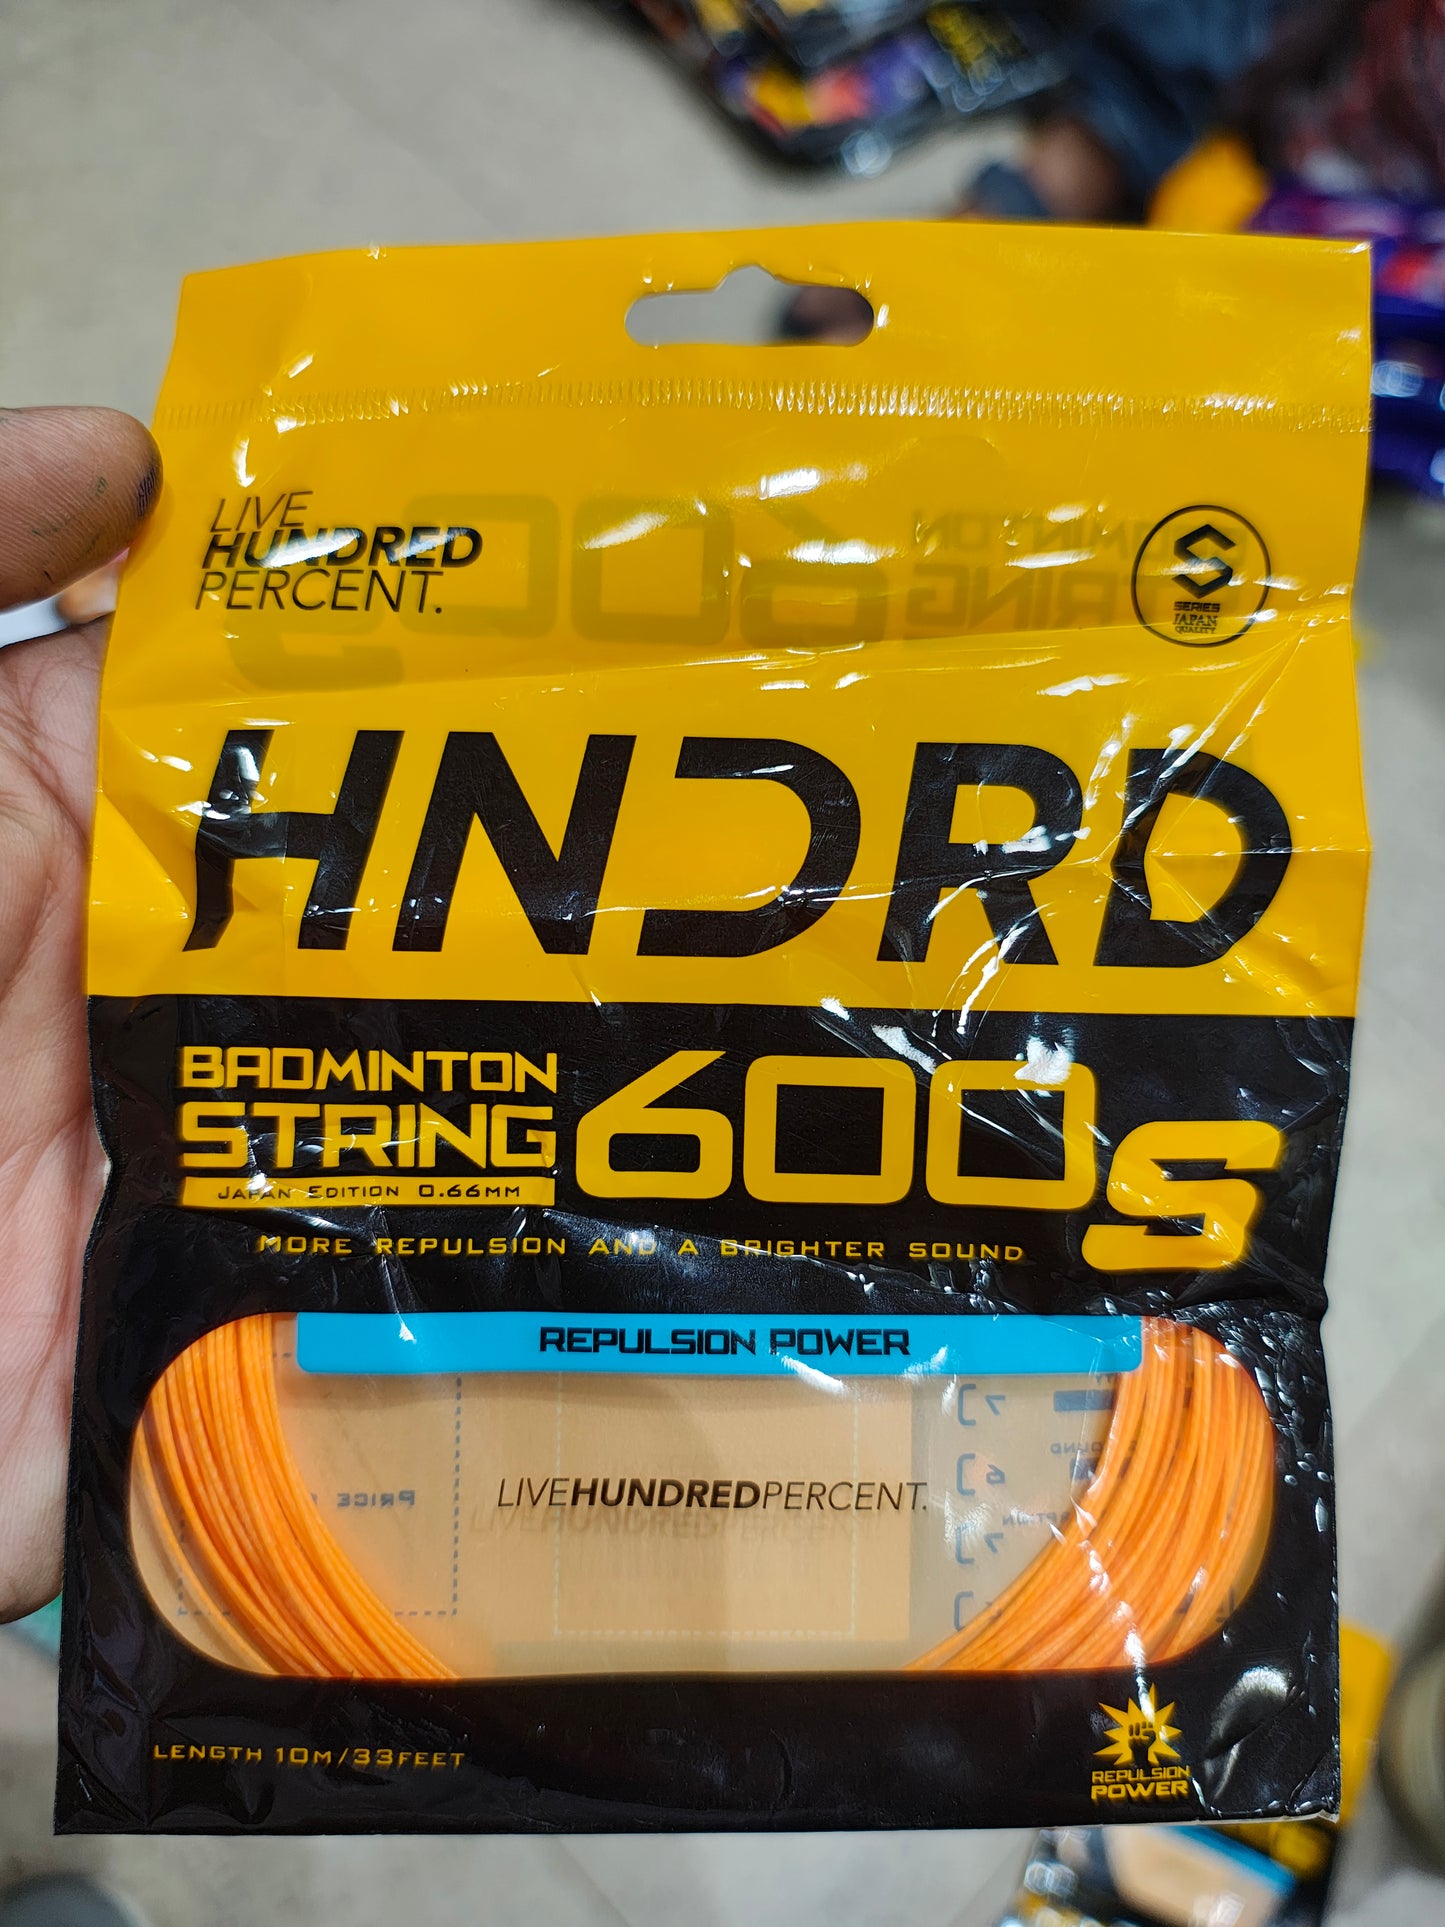 LIVE
HUNDRED
PERCENT.
S
SERIES
JAPAN
QUALITY
HNDRD
BADMINTON
STRING
600S
JAPAN EDITION 0.66MM
MORE REPULSION AND A BRIGHTER SOUND
REPULSION POWER
LIVEHUNDREDPERCENT.
PRICE
LENGTH 10M/33FEET
REPULSION
POWER